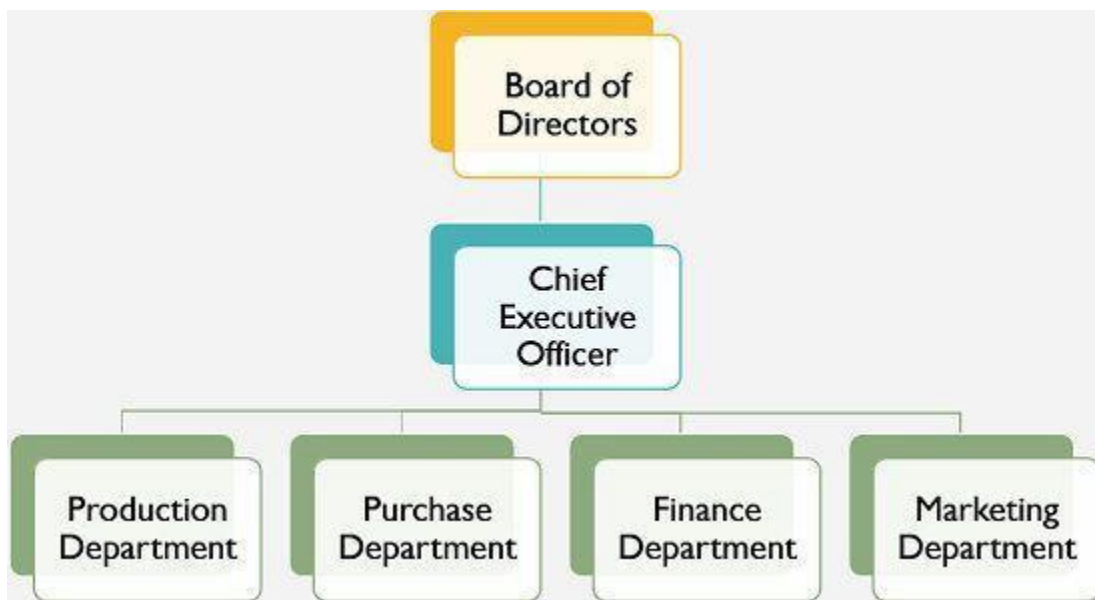 Board of
Directors
Chief
Executive
Officer
Production
Department
Purchase
Department
Finance
Department
Marketing
Department